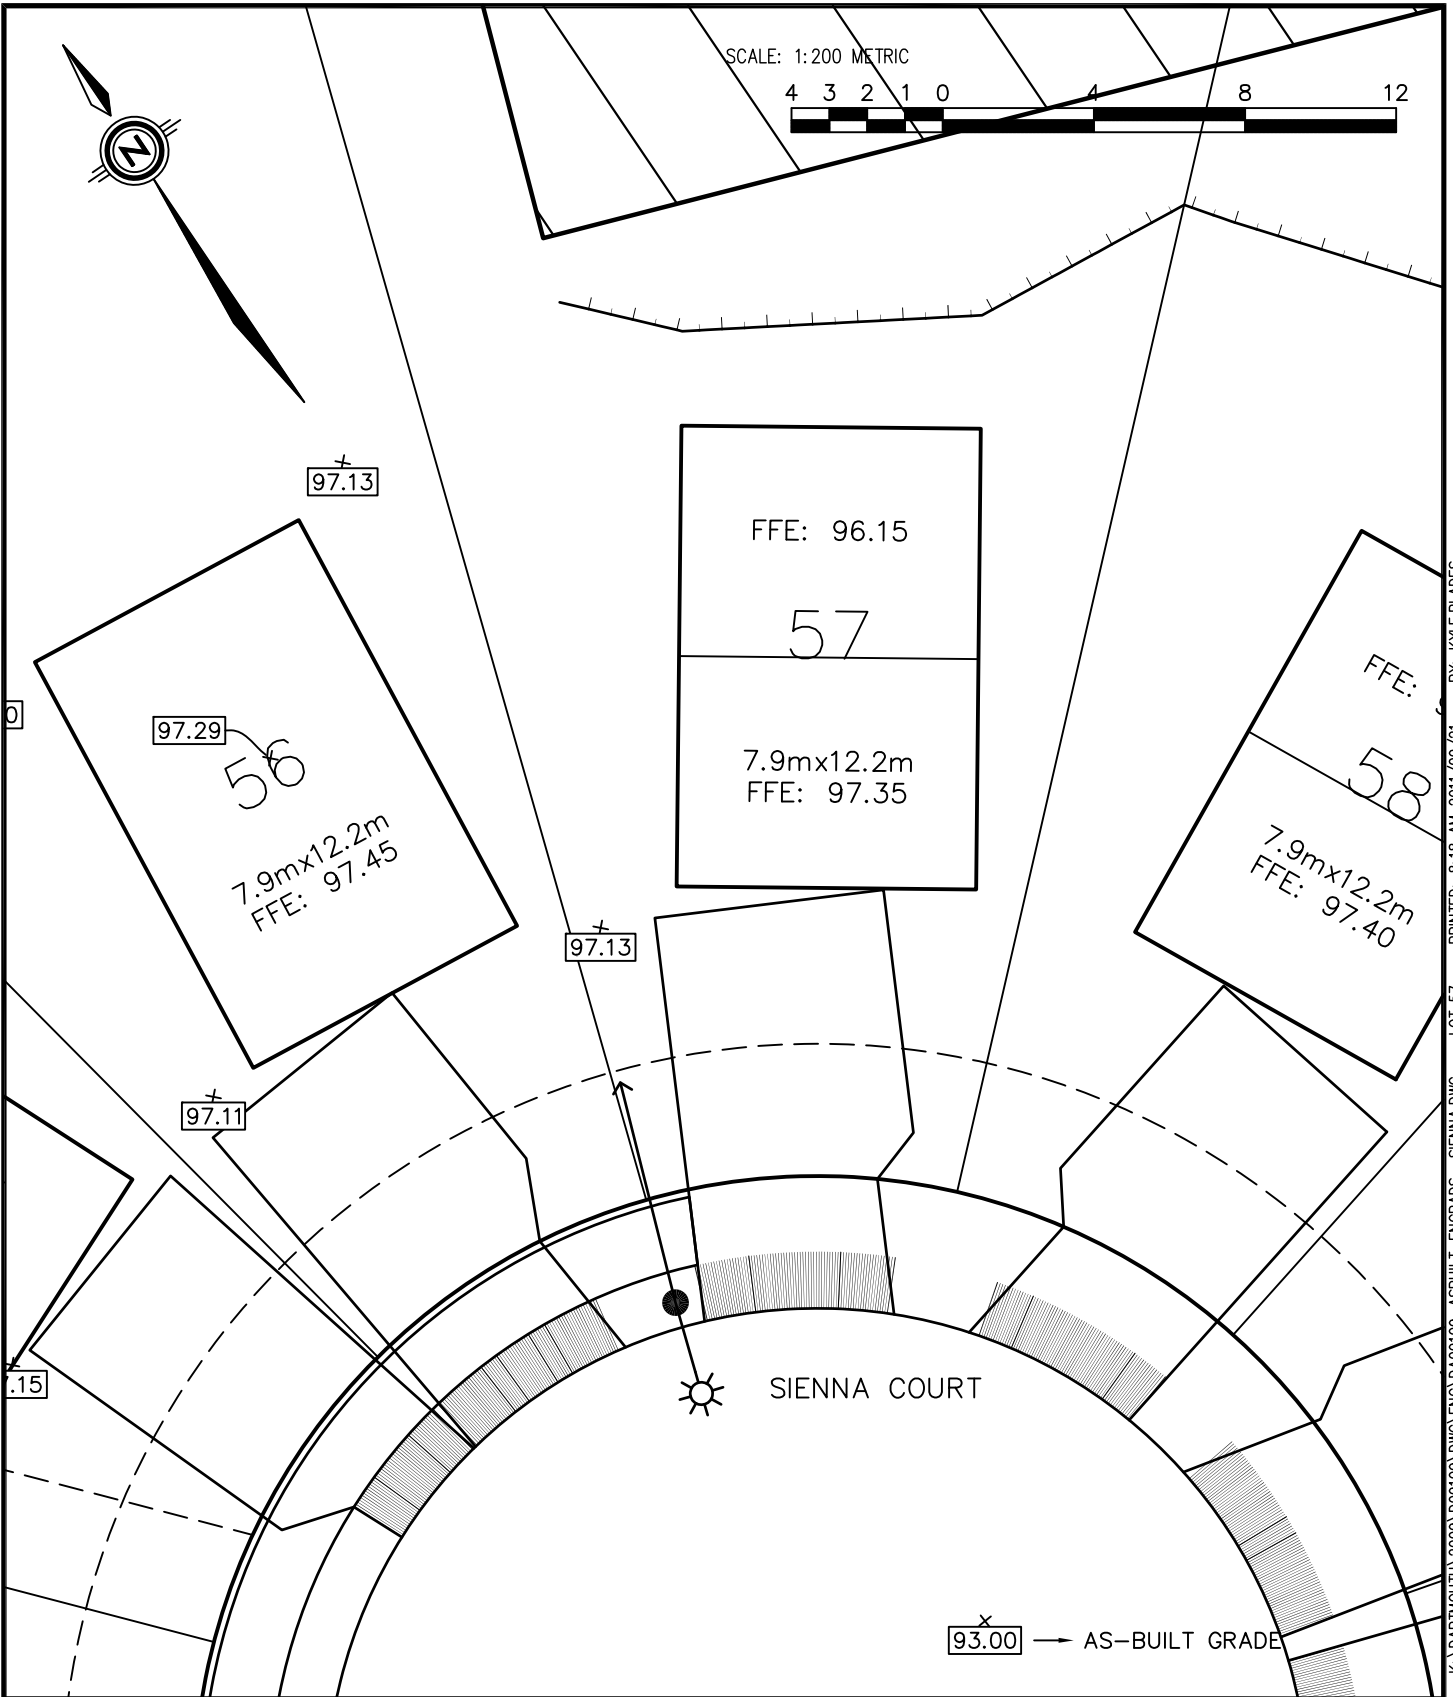 SCALE: 1:200 METRIC
4 3 2 1 0 4 8 12
N
97.13
FFE: 96.15
57
7.9mx12.2m
FFE: 97.35
97.29
56
7.9mx12.2m
FFE: 97.45
FFE:
58
7.9mx12.2m
FFE: 97.40
97.13
97.11
.15
SIENNA COURT
93.00 AS-BUILT GRADE